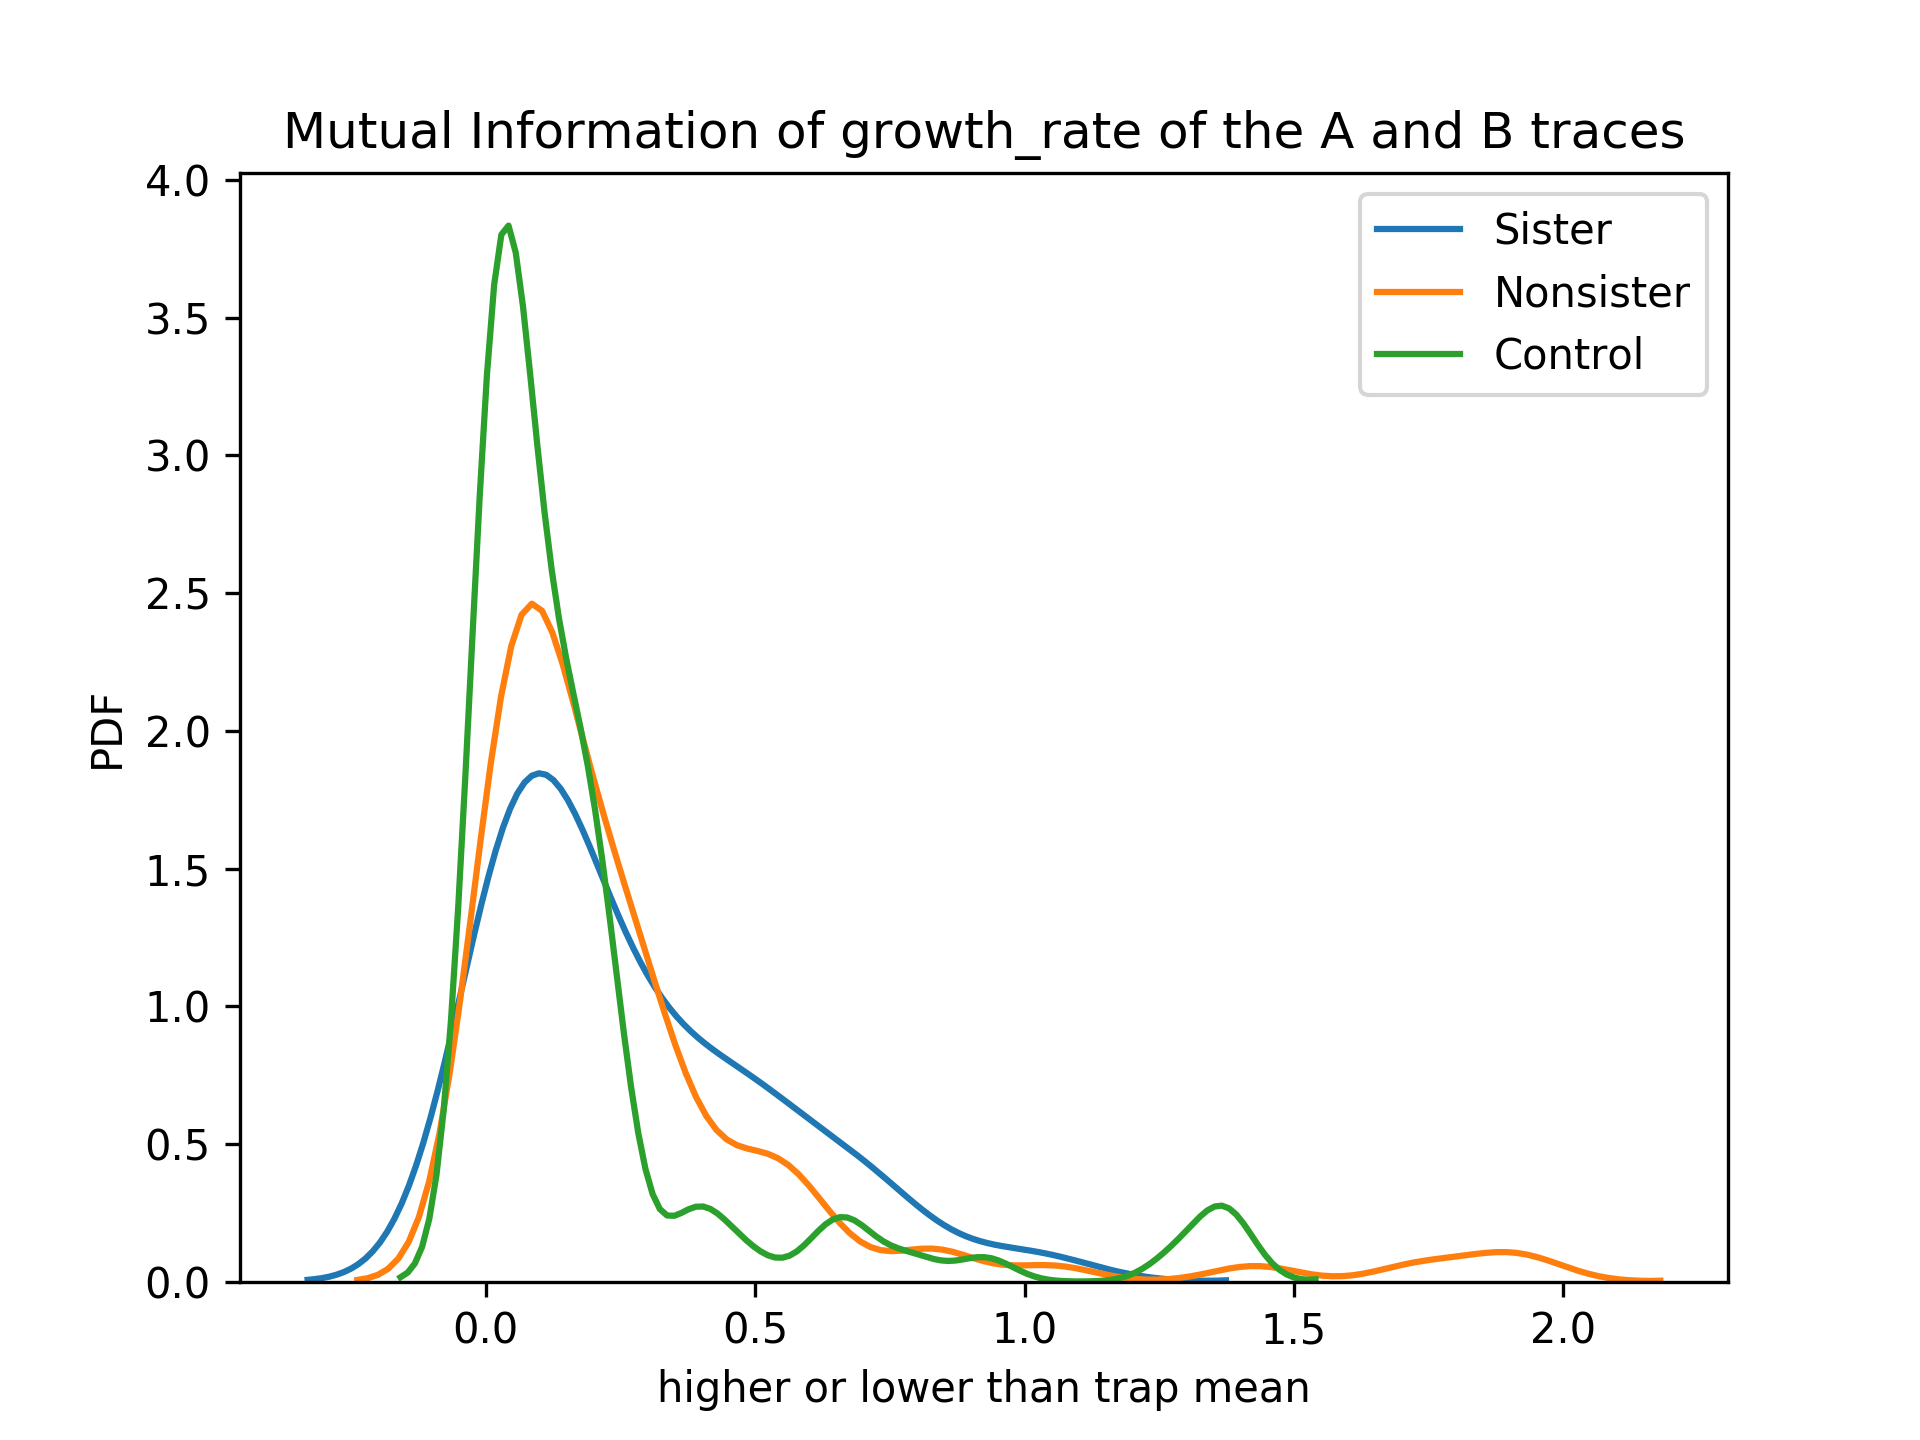 Mutual Information of growth_rate of the A and B traces
4.0
3.5
3.0
2.5
2.0
1.5
1.0
0.5
0.0
PDF
Sister
Nonsister
Control
0.0 0.5 1.0 1.5 2.0
higher or lower than trap mean